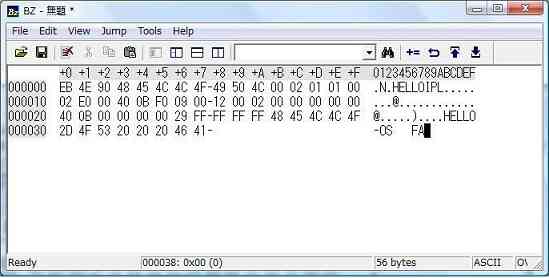 BZ - 無題 *
File Edit View Jump Tools Help
+0 +1 +2 +3 +4 +5 +6 +7 +8 +9 +A +B +C +D +E +F 0123456789ABCDEF
000000 EB 4E 90 48 45 4C 4C 4F-49 50 4C 00 02 01 01 00 .N.HELLOIPL.....
000010 02 E0 00 40 0B F0 09 00-12 00 02 00 00 00 00 00 ...@............
000020 40 0B 00 00 00 00 29 FF-FF FF FF 48 45 4C 4C 4F @.....)....HELLO
000030 2D 4F 53 20 20 20 46 41- -OS   FA
Ready 000038: 0x00 (0) 56 bytes ASCII OV